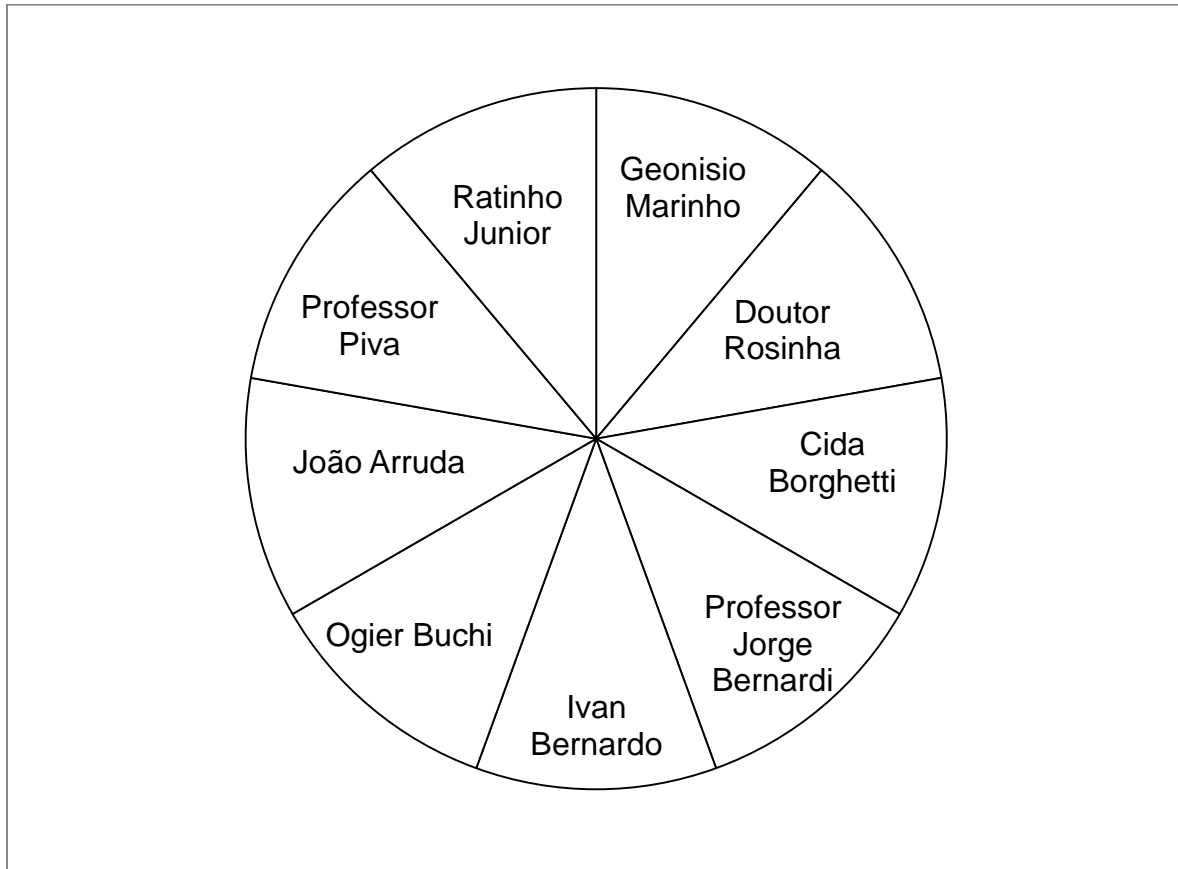 Geonisio
Marinho
Doutor
Rosinha
Cida
Borghetti
Professor
Jorge
Bernardi
Ivan
Bernardo
Ogier Buchi
João Arruda
Professor
Piva
Ratinho
Junior